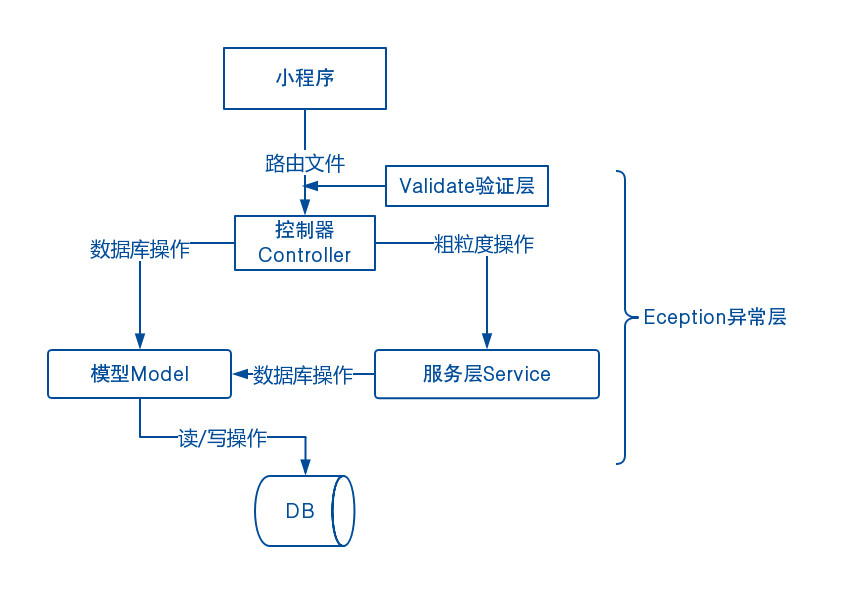 小程序
路由文件
Validate验证层
控制器
Controller
数据库操作
粗粒度操作
Eception异常层
模型Model
数据库操作
服务层Service
读/写操作
DB